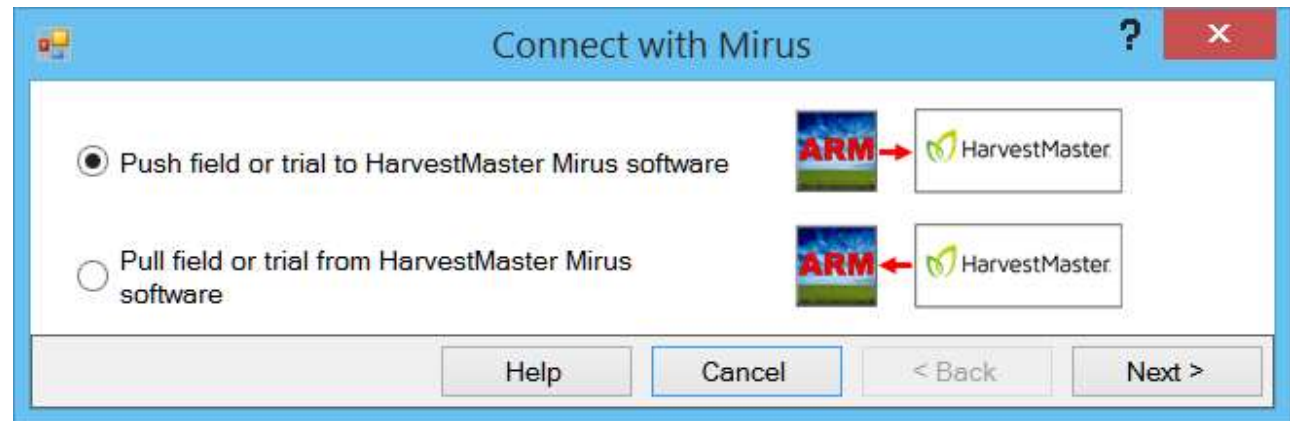 Connect with Mirus
?
×
Push field or trial to HarvestMaster Mirus software
ARM
HarvestMaster
Pull field or trial from HarvestMaster Mirus
software
ARM
HarvestMaster
Help
Cancel
< Back
Next >